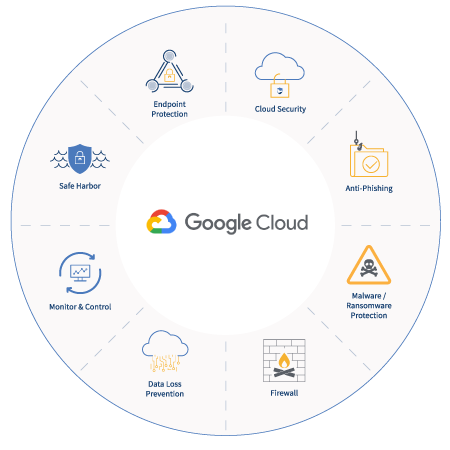 Endpoint
Protection
Cloud Security
Safe Harbor
Anti-Phishing
Google Cloud
Monitor & Control
Malware /
Ransomware
Protection
Data Loss
Prevention
Firewall